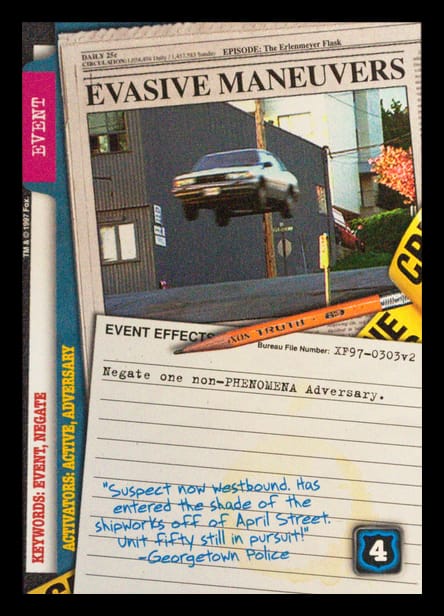 DAILY 25¢
CIRCULATION: 1,034,494 Daily / 1,457,583 Sunday
EPISODE: The Erlenmeyer Flask
EVASIVE MANEUVERS
EVENT
TM & © 1997 Fox.
KEYWORDS: EVENT, NEGATE
ACTIVATORS: ACTIVE, ADVERSARY
EVENT EFFECTS
TRUTH
Bureau File Number: XF97-0303v2
Negate one non-PHENOMENA Adversary.
"Suspect now westbound. Has
entered the shade of the
shipworks off of April Street.
Unit fifty still in pursuit!"
-Georgetown Police
4